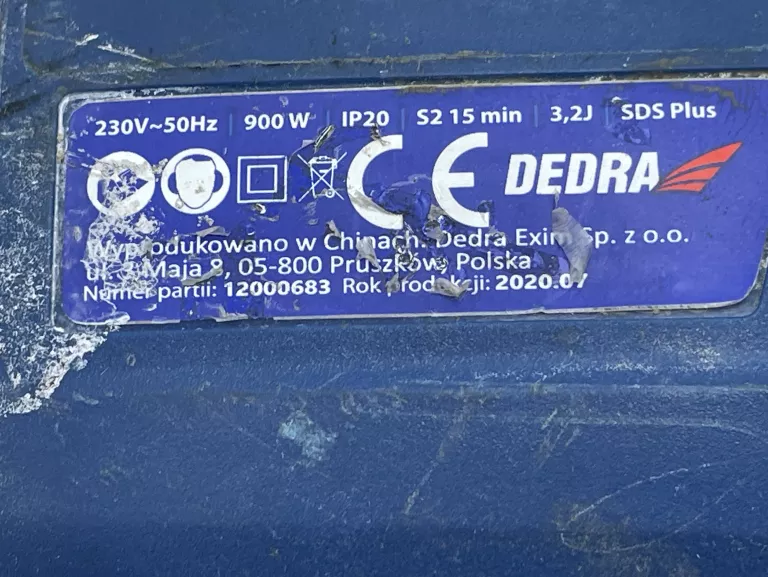 230V~50Hz | 900 W | IP20 | S2 15 min | 3,2J | SDS Plus
CE DEDRA
Wyprodukowano w Chinach. Dedra Exim Sp. z o.o.
ul. 3 Maja 8, 05-800 Pruszków, Polska
Numer partii: 12000683 Rok produkcji: 2020.07